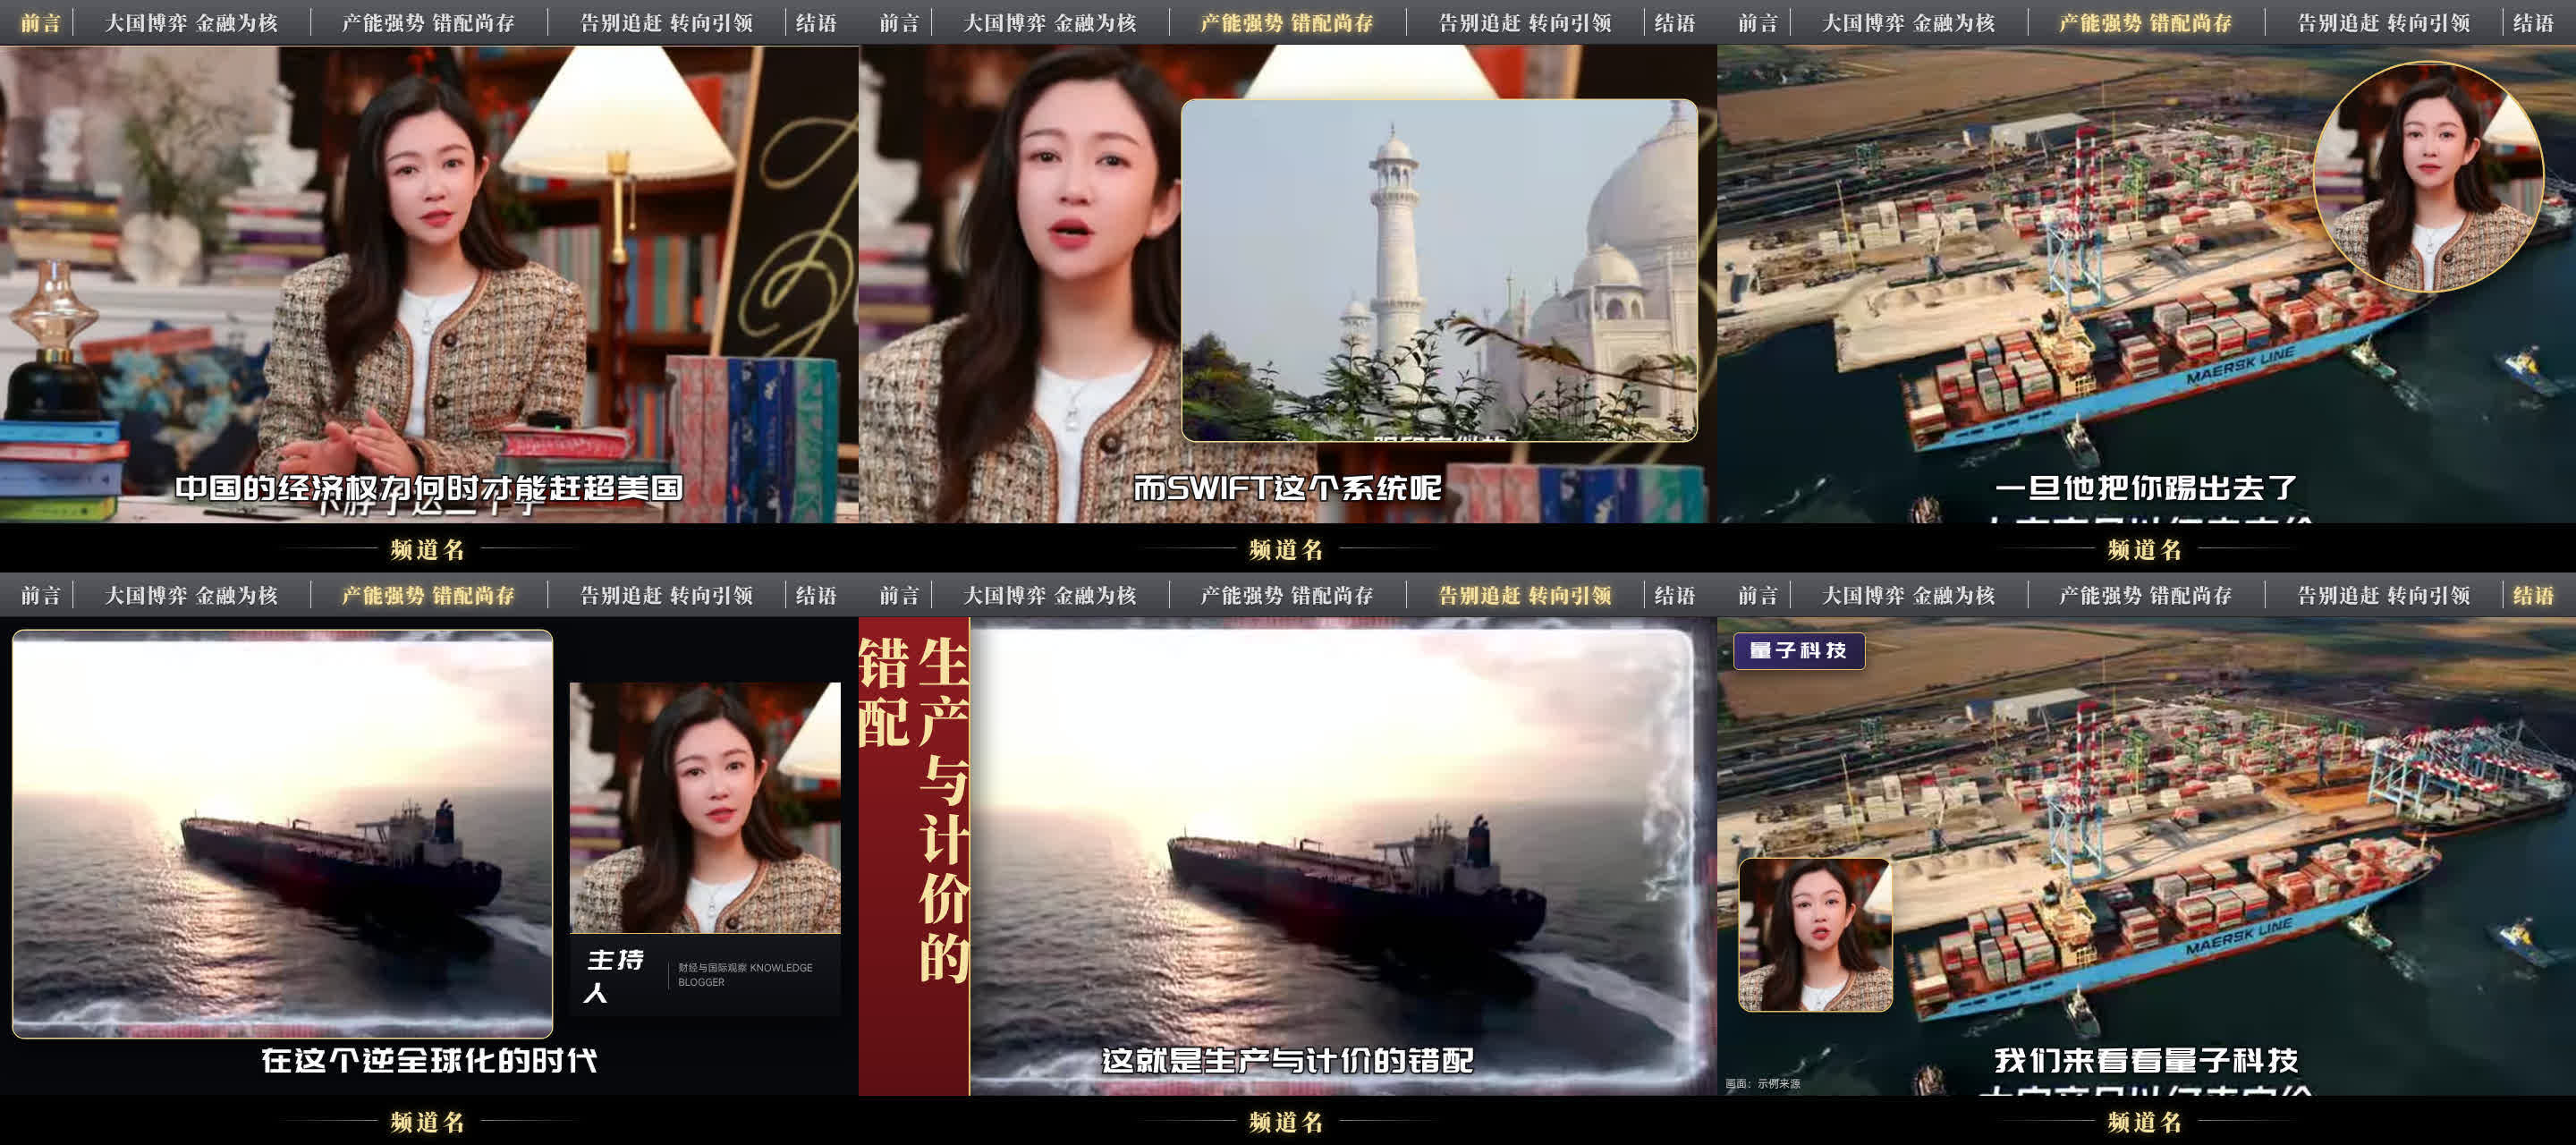 前言 大国博弈 金融为核 产能强势 错配尚存 告别追赶 转向引领 结语
中国的经济权力何时才能赶超美国
频道名
前言 大国博弈 金融为核 产能强势 错配尚存 告别追赶 转向引领 结语
而SWIFT这个系统呢
频道名
前言 大国博弈 金融为核 产能强势 错配尚存 告别追赶 转向引领 结语
MAERSK LINE
一旦他把你踢出去了
频道名
前言 大国博弈 金融为核 产能强势 错配尚存 告别追赶 转向引领 结语
主持
人
财经与国际观察 KNOWLEDGE
BLOGGER
在这个逆全球化的时代
频道名
前言 大国博弈 金融为核 产能强势 错配尚存 告别追赶 转向引领 结语
生产与计价的
错配
这就是生产与计价的错配
频道名
前言 大国博弈 金融为核 产能强势 错配尚存 告别追赶 转向引领 结语
量子科技
MAERSK LINE
我们来看看量子科技
画面：示例来源
频道名